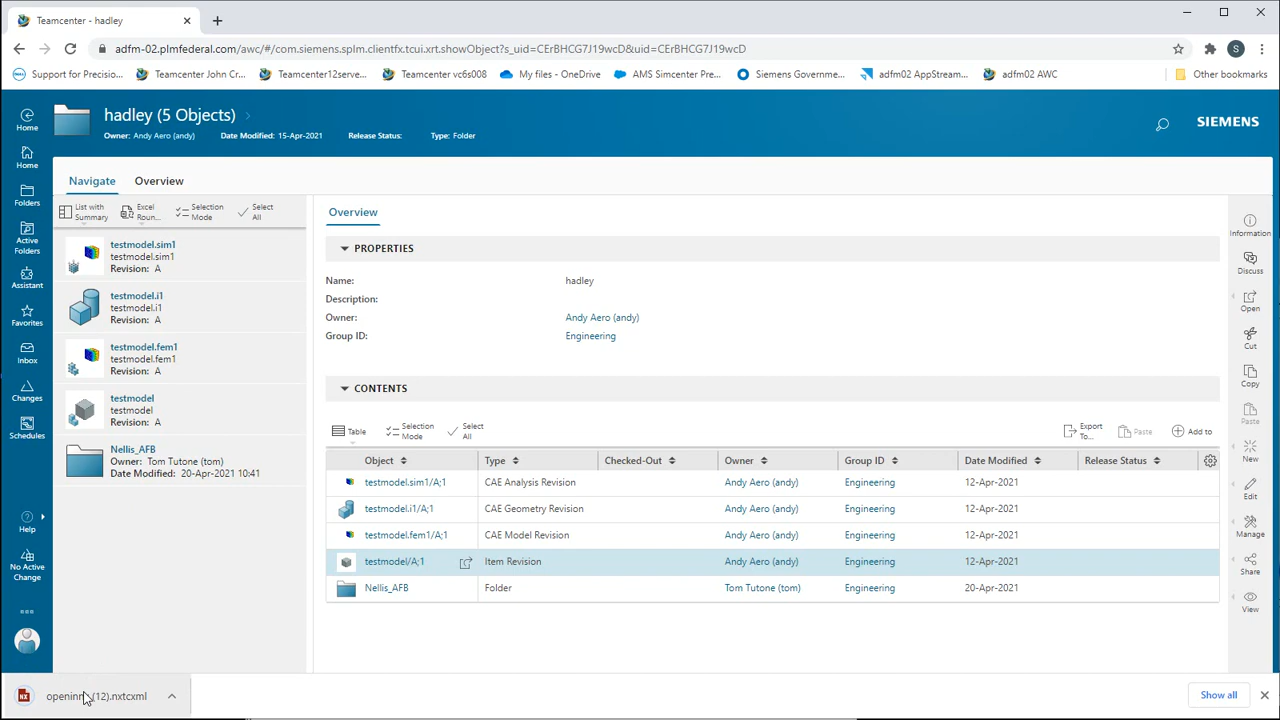 Teamcenter - hadley
adfm-02.plmfederal.com/awc/#/com.siemens.splm.clientfx.tcui.xrt.showObject?s_uid=CErBHCG7J19wcD&uid=CErBHCG7J19wcD
S
Support for Precisio...
Teamcenter John Cr...
Teamcenter12serve...
Teamcenter vc6s008
My files - OneDrive
AMS Simcenter Pre...
Siemens Governme...
adfm02 AppStream...
adfm02 AWC
Other bookmarks
hadley (5 Objects)
Owner: Andy Aero (andy) Date Modified: 15-Apr-2021 Release Status: Type: Folder
SIEMENS
Home
Home
Folders
Active
Folders
Assistant
Favorites
Inbox
Changes
Schedules
Help
No Active
Change
Navigate
Overview
List with
Summary
Excel
Roun...
Selection
Mode
Select
All
testmodel.sim1
testmodel.sim1
Revision: A
testmodel.i1
testmodel.i1
Revision: A
testmodel.fem1
testmodel.fem1
Revision: A
testmodel
testmodel
Revision: A
Nellis_AFB
Owner: Tom Tutone (tom)
Date Modified: 20-Apr-2021 10:41
Overview
PROPERTIES
Name: hadley
Description:
Owner: Andy Aero (andy)
Group ID: Engineering
CONTENTS
Table
Selection
Mode
Select
All
Export
To...
Paste
Add to
Object Type Checked-Out Owner Group ID Date Modified Release Status
testmodel.sim1/A;1 CAE Analysis Revision Andy Aero (andy) Engineering 12-Apr-2021
testmodel.i1/A;1 CAE Geometry Revision Andy Aero (andy) Engineering 12-Apr-2021
testmodel.fem1/A;1 CAE Model Revision Andy Aero (andy) Engineering 12-Apr-2021
testmodel/A;1 Item Revision Andy Aero (andy) Engineering 12-Apr-2021
Nellis_AFB Folder Tom Tutone (tom) Engineering 20-Apr-2021
Information
Discuss
Open
Cut
Copy
Paste
New
Edit
Manage
Share
View
NX
(12).nxtcxml
Show all